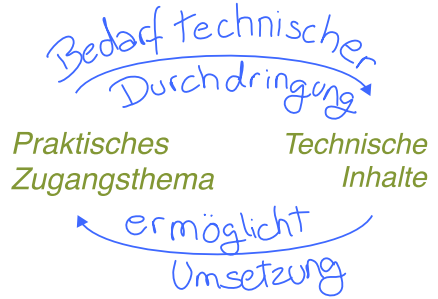 Bedarf technischer
Durchdringung
Praktisches
Zugangsthema
Technische
Inhalte
ermöglicht
Umsetzung